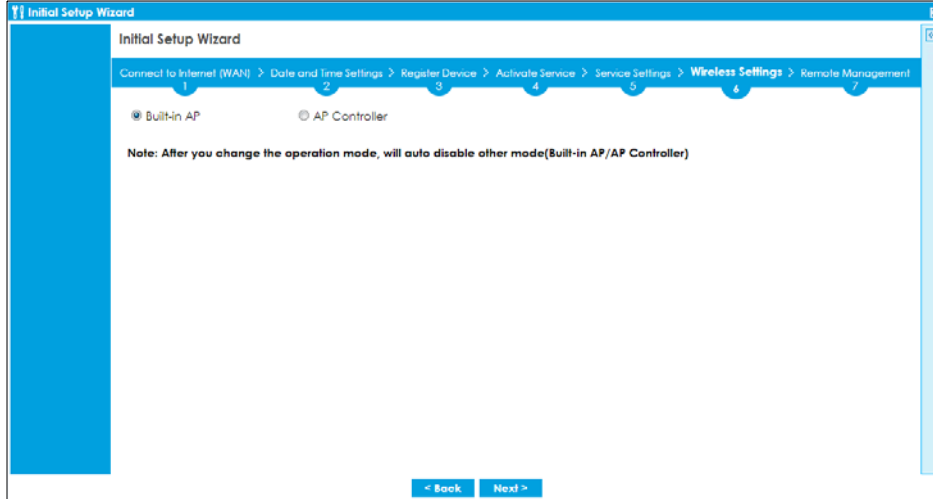 Initial Setup Wizard
Initial Setup Wizard
Connect to Internet (WAN) > Date and Time Settings > Register Device > Activate Service > Service Settings > Wireless Settings > Remote Management
1 2 3 4 5 6 7
Built-in AP AP Controller
Note: After you change the operation mode, will auto disable other mode(Built-in AP/AP Controller)
< Back Next >